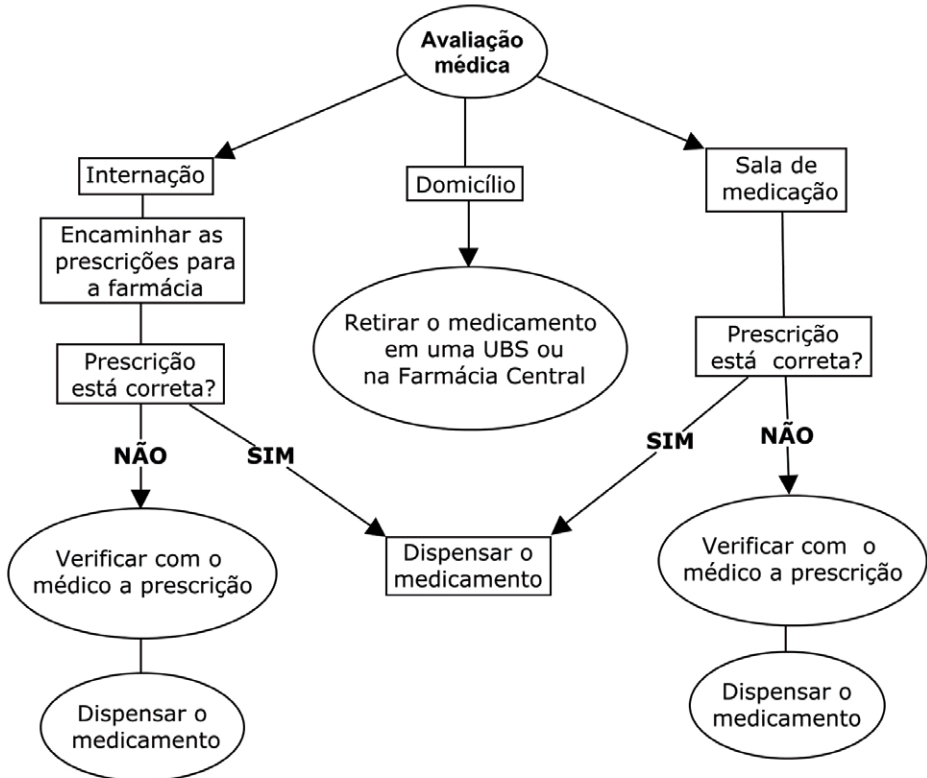 Avaliação
médica
Internação
Domicílio
Sala de
medicação
Encaminhar as
prescrições para
a farmácia
Retirar o medicamento
em uma UBS ou
na Farmácia Central
Prescrição
está correta?
Prescrição
está correta?
NÃO
SIM
SIM
NÃO
Verificar com o
médico a prescrição
Dispensar o
medicamento
Verificar com o
médico a prescrição
Dispensar o
medicamento
Dispensar o
medicamento